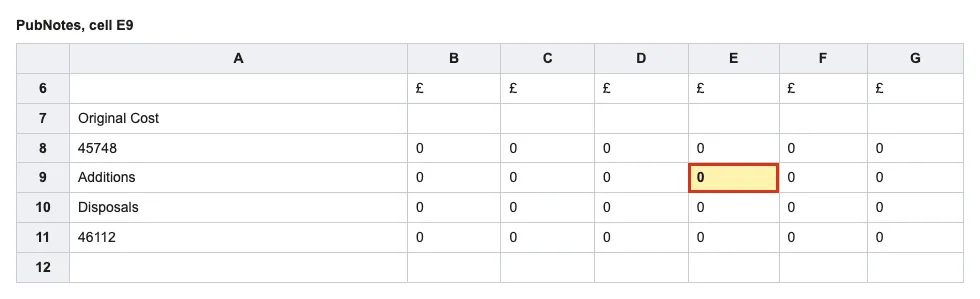 PubNotes, cell E9
A B C D E F G
6 £ £ £ £ £ £
7 Original Cost
8 45748 0 0 0 0 0 0
9 Additions 0 0 0 0 0 0
10 Disposals 0 0 0 0 0 0
11 46112 0 0 0 0 0 0
12